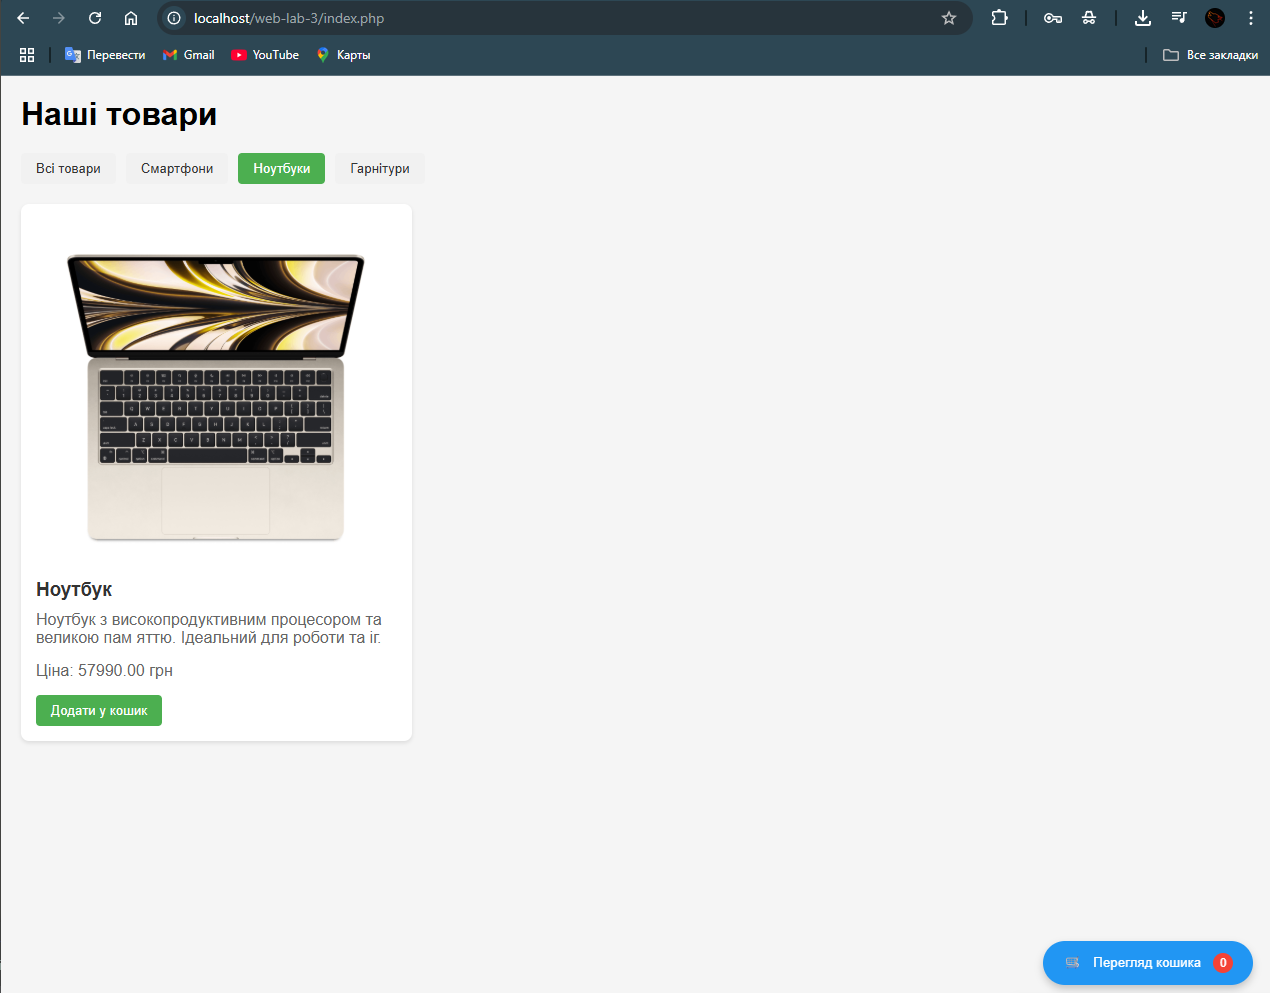 localhost/web-lab-3/index.php
Перевести
Gmail
YouTube
Карты
Все закладки
Наші товари
Всі товари
Смартфони
Ноутбуки
Гарнітури
Ноутбук
Ноутбук з високопродуктивним процесором та
великою пам яттю. Ідеальний для роботи та іг.
Ціна: 57990.00 грн
Додати у кошик
Перегляд кошика 0